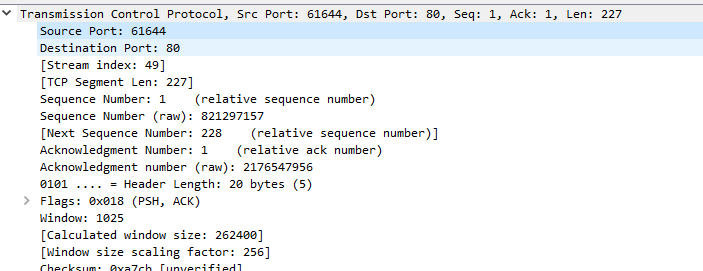 Transmission Control Protocol, Src Port: 61644, Dst Port: 80, Seq: 1, Ack: 1, Len: 227
Source Port: 61644
Destination Port: 80
[Stream index: 49]
[TCP Segment Len: 227]
Sequence Number: 1    (relative sequence number)
Sequence Number (raw): 821297157
[Next Sequence Number: 228    (relative sequence number)]
Acknowledgment Number: 1    (relative ack number)
Acknowledgment number (raw): 2176547956
0101 .... = Header Length: 20 bytes (5)
Flags: 0x018 (PSH, ACK)
Window: 1025
[Calculated window size: 262400]
[Window size scaling factor: 256]
Checksum: 0xa7cb [unverified]